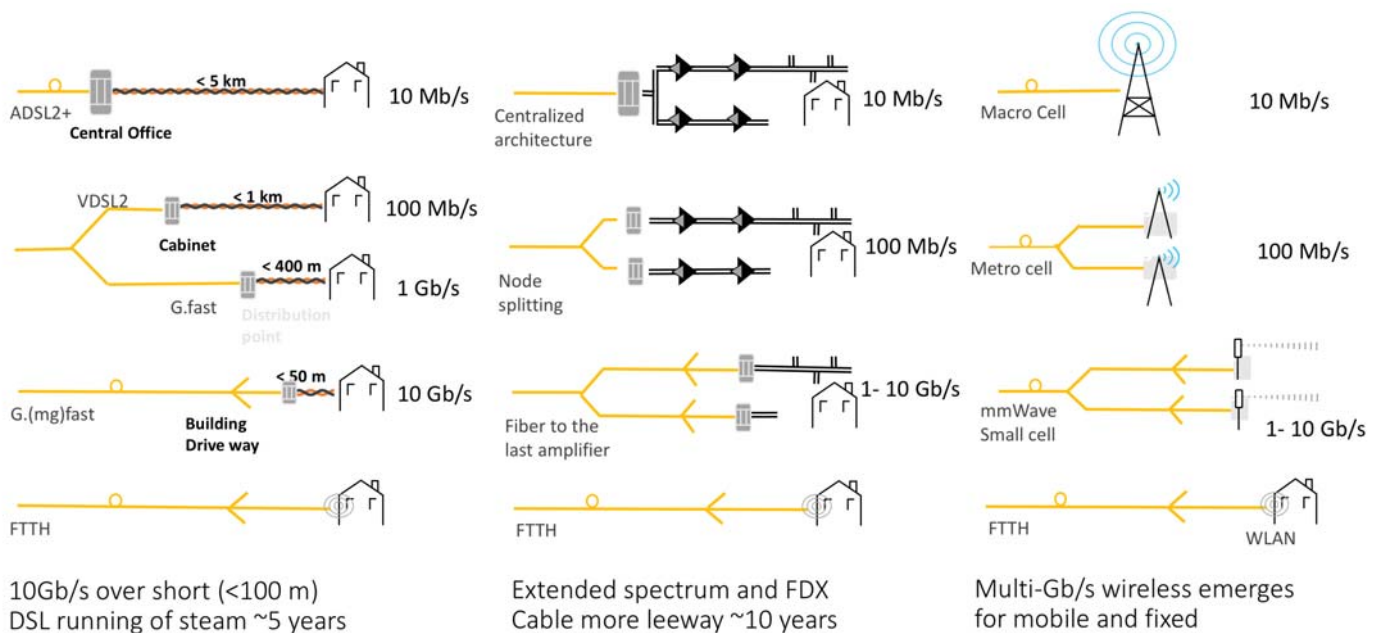 < 5 km
10 Mb/s
ADSL2+
Central Office
VDSL2
< 1 km
100 Mb/s
Cabinet
< 400 m
1 Gb/s
G.fast
Distribution
point
< 50 m
10 Gb/s
G.(mg)fast
Building
Drive way
FTTH
10Gb/s over short (<100 m)
DSL running of steam ~5 years
10 Mb/s
Centralized
architecture
100 Mb/s
Node
splitting
1- 10 Gb/s
Fiber to the
last amplifier
FTTH
Extended spectrum and FDX
Cable more leeway ~10 years
10 Mb/s
Macro Cell
100 Mb/s
Metro cell
mmWave
Small cell
1- 10 Gb/s
FTTH
WLAN
Multi-Gb/s wireless emerges
for mobile and fixed